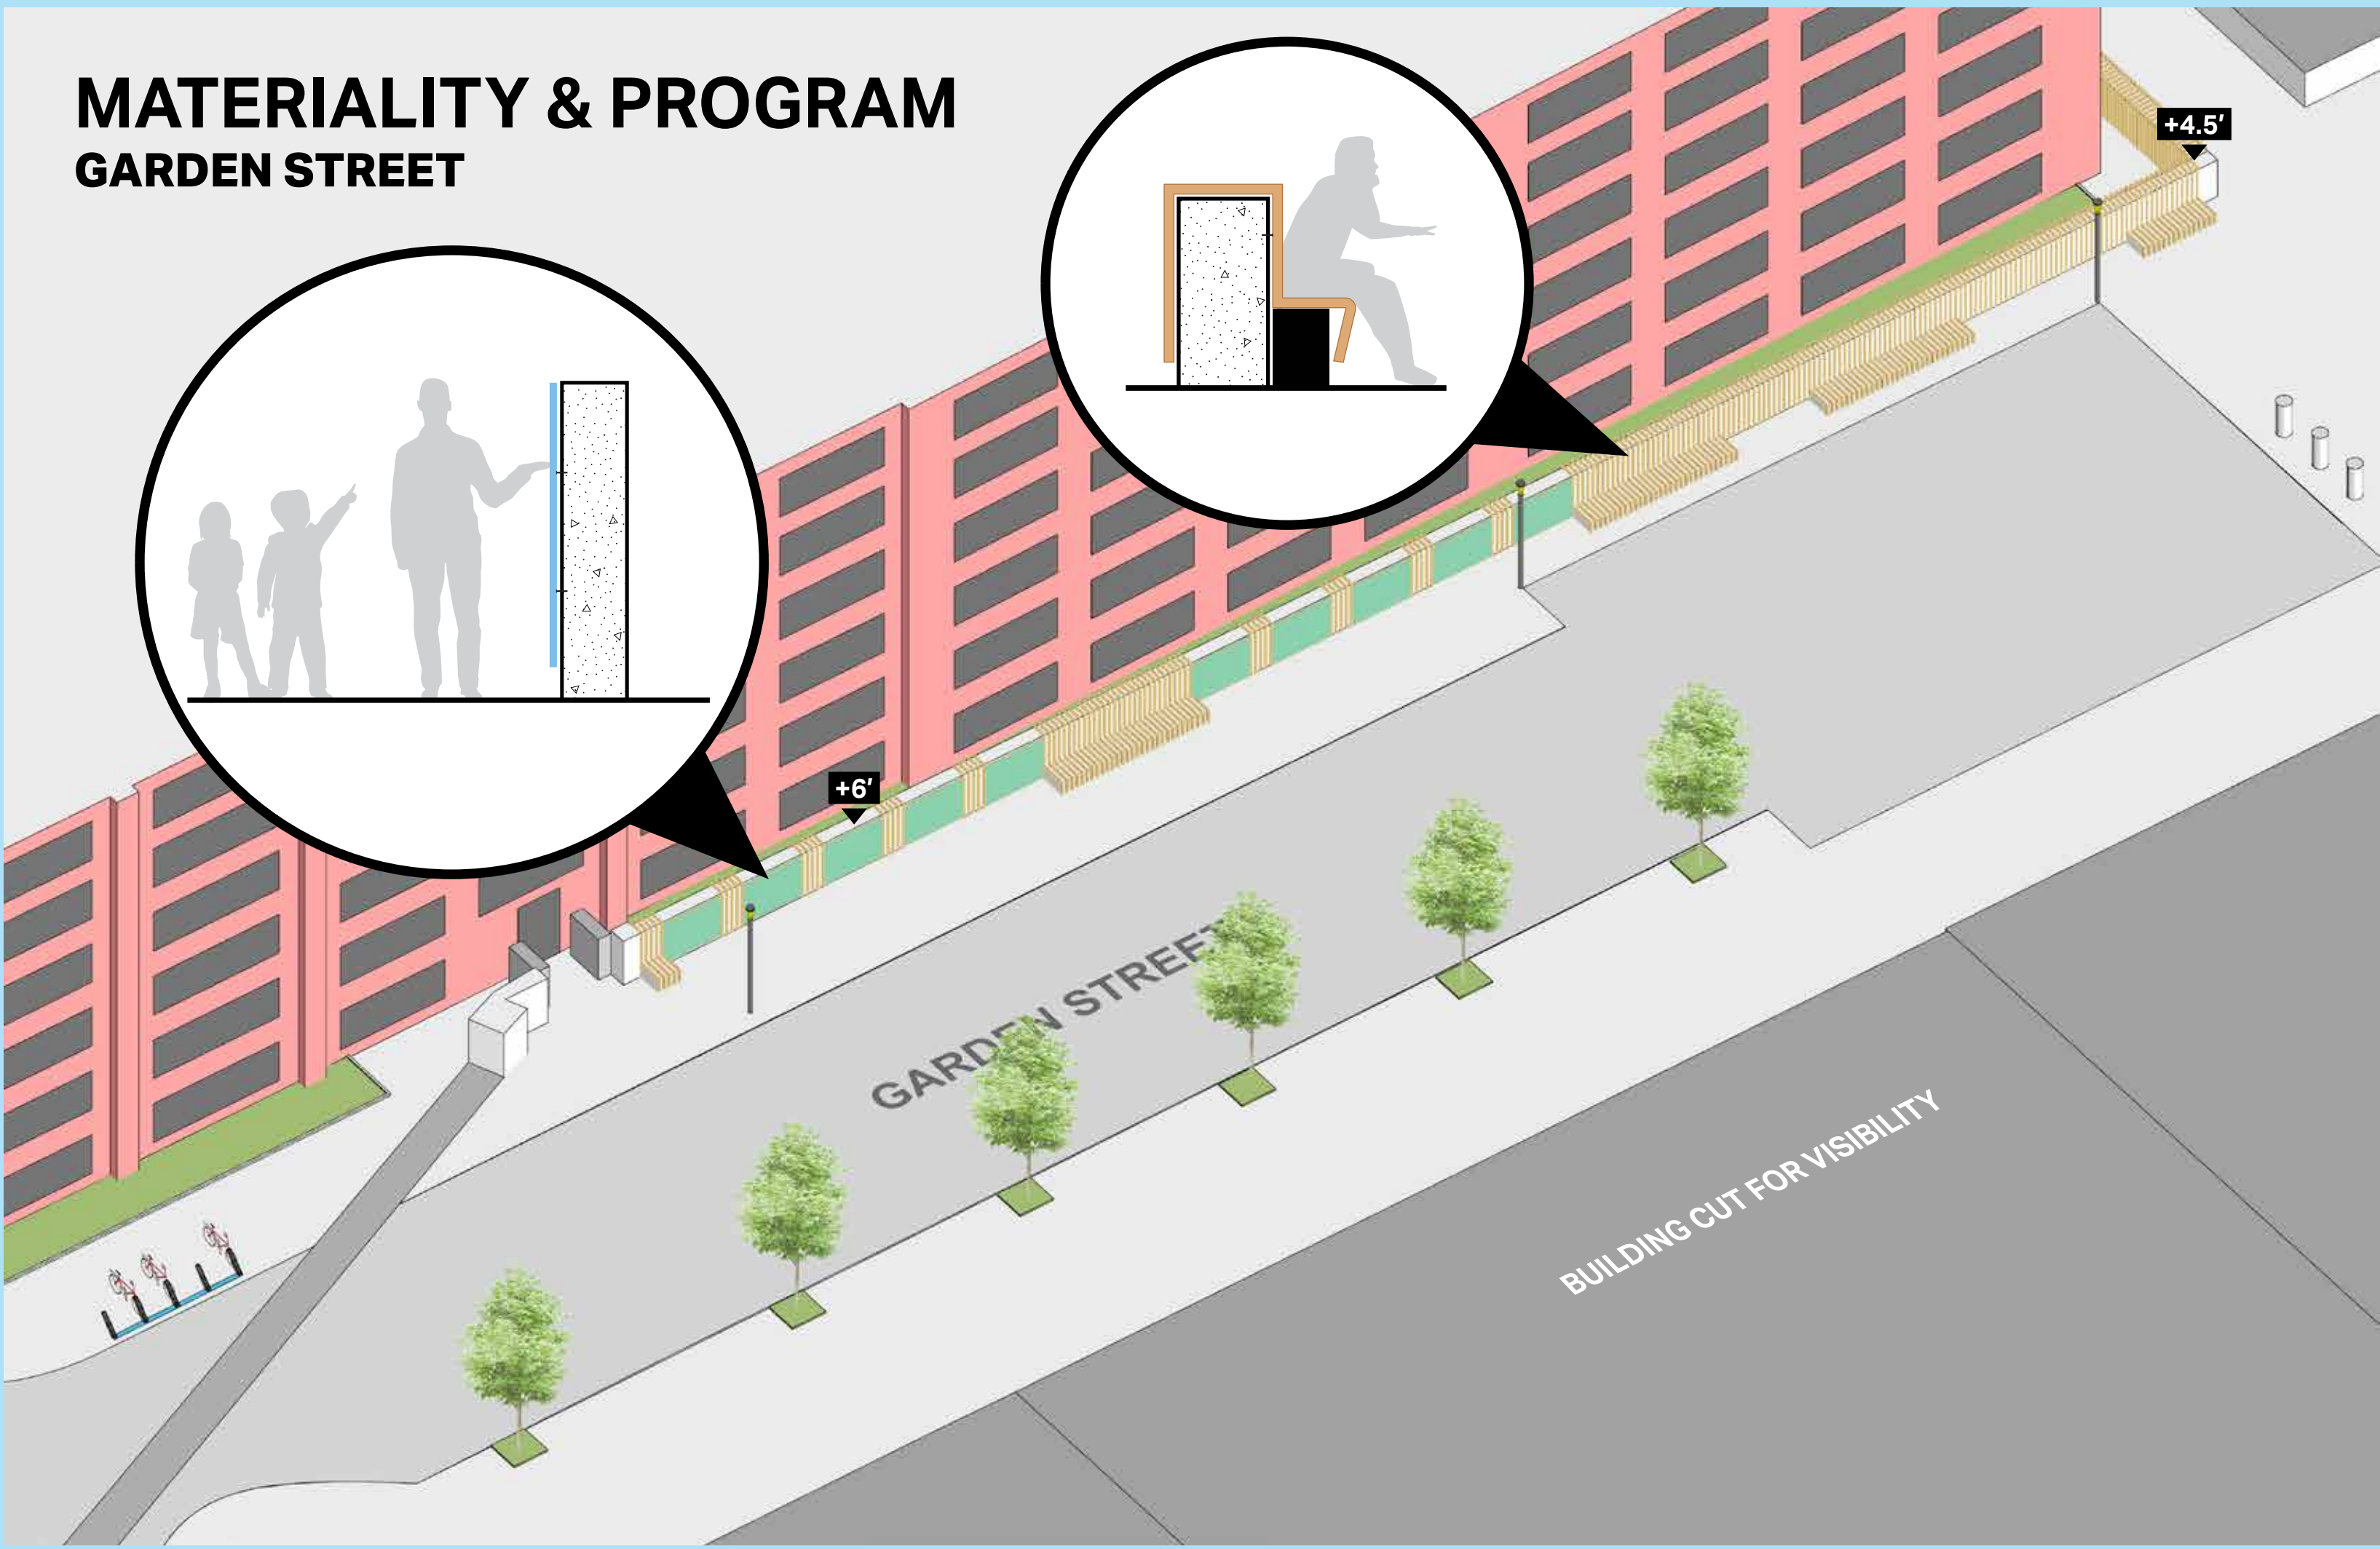 MATERIALITY & PROGRAM
GARDEN STREET
+4.5'
+6'
GARDEN STREET
BUILDING CUT FOR VISIBILITY